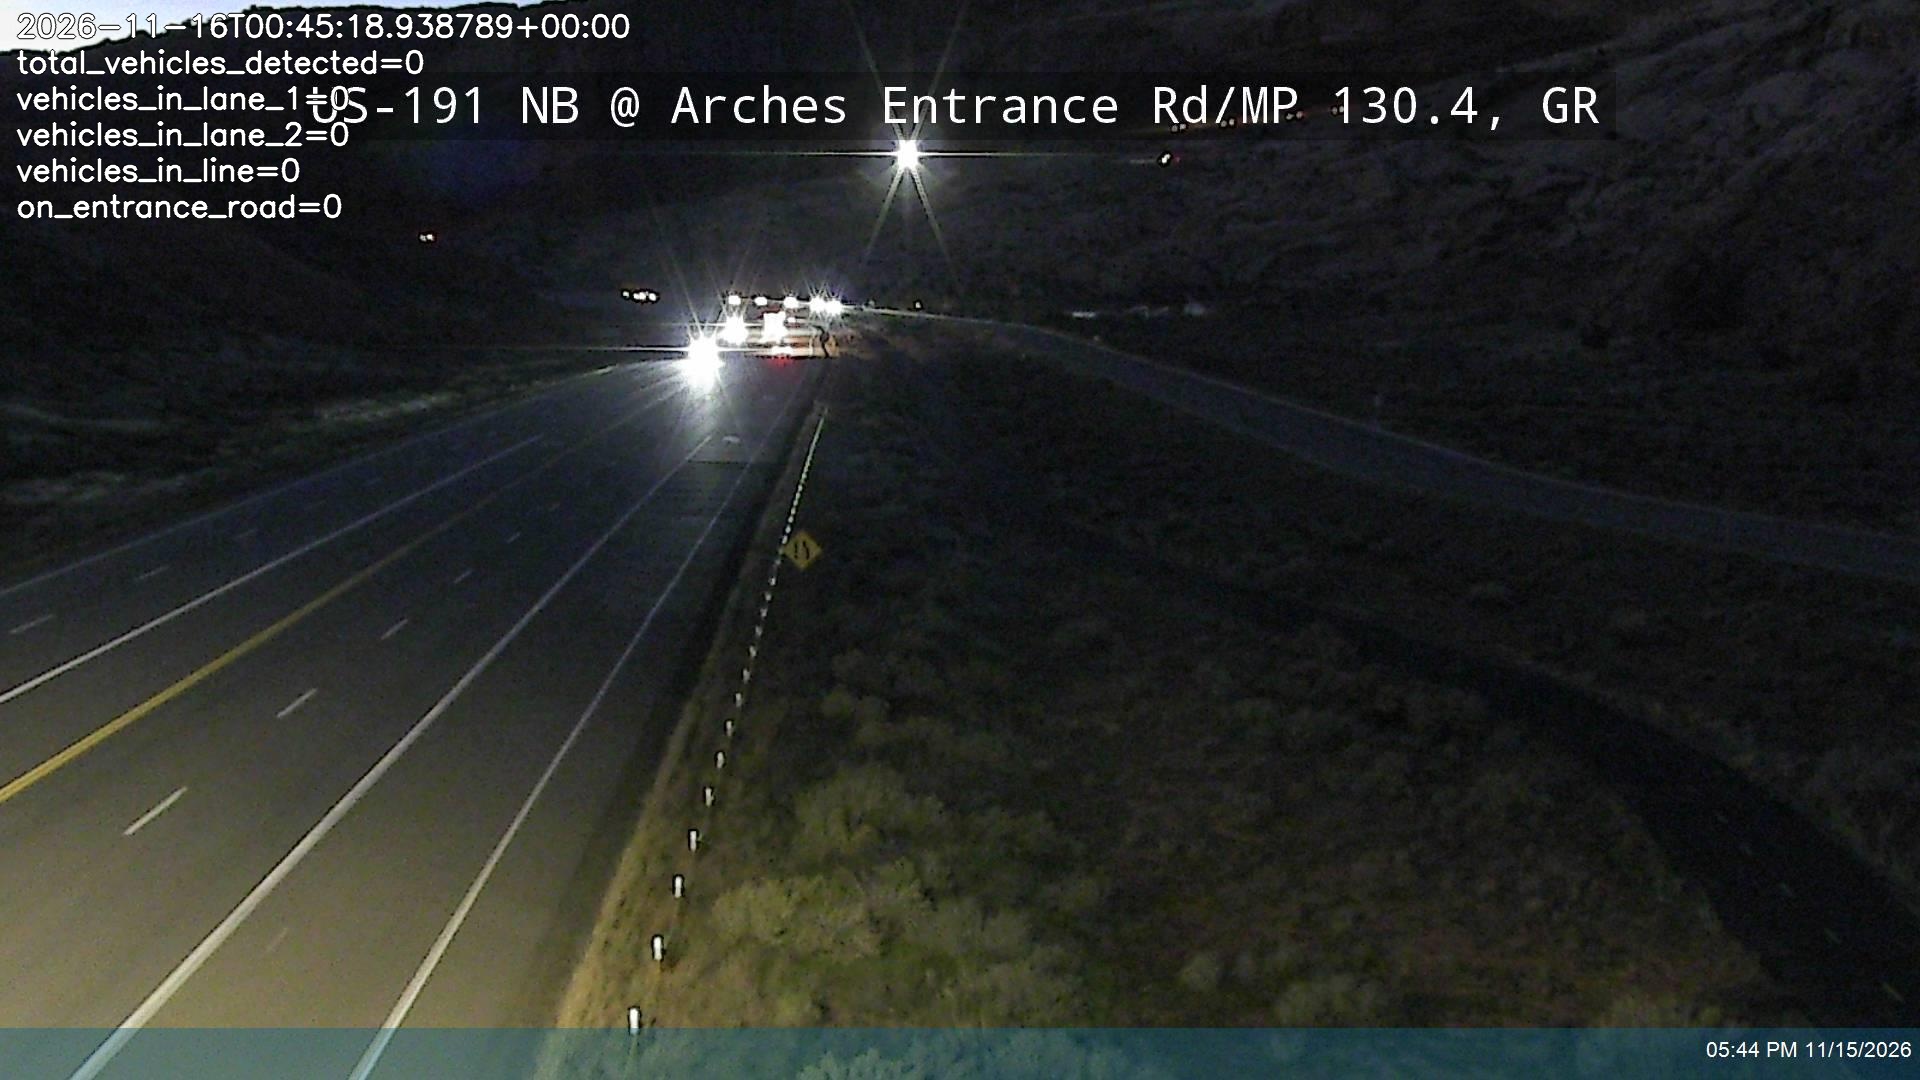 2026-11-16T00:45:18.938789+00:00
total_vehicles_detected=0
vehicles_in_lane_1=0
US-191 NB @ Arches Entrance Rd/MP 130.4, GR
vehicles_in_lane_2=0
vehicles_in_line=0
on_entrance_road=0
05:44 PM 11/15/2026